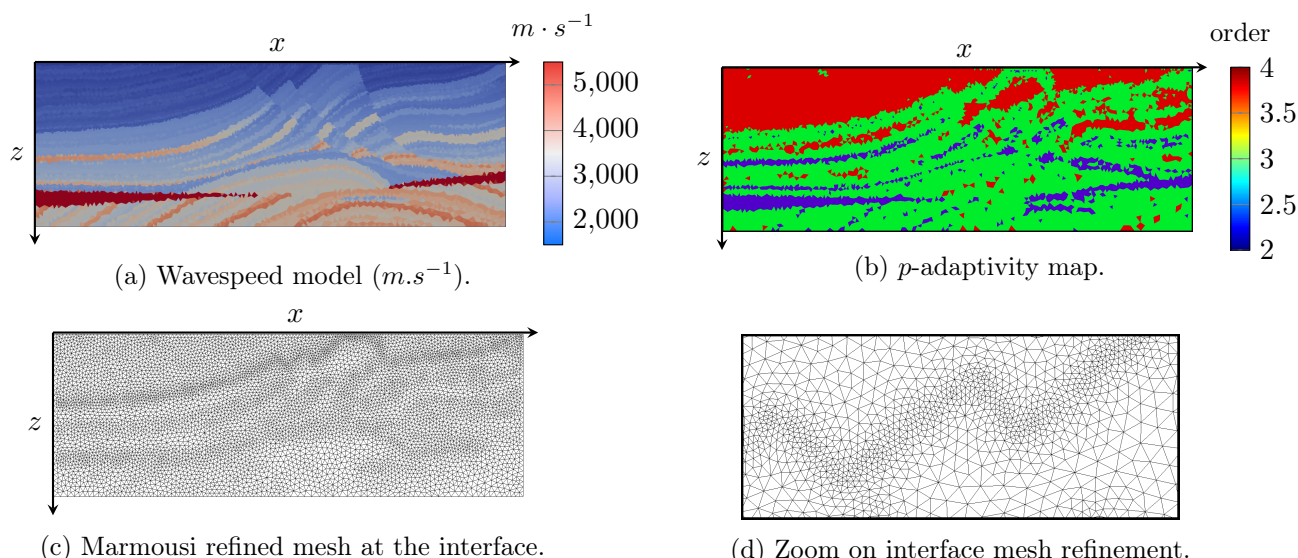 m · s⁻¹
x
5,000
4,000
3,000
2,000
z
(a) Wavespeed model (m.s⁻¹).
order
x
4
3.5
3
2.5
2
z
(b) p-adaptivity map.
x
z
(c) Marmousi refined mesh at the interface.
(d) Zoom on interface mesh refinement.